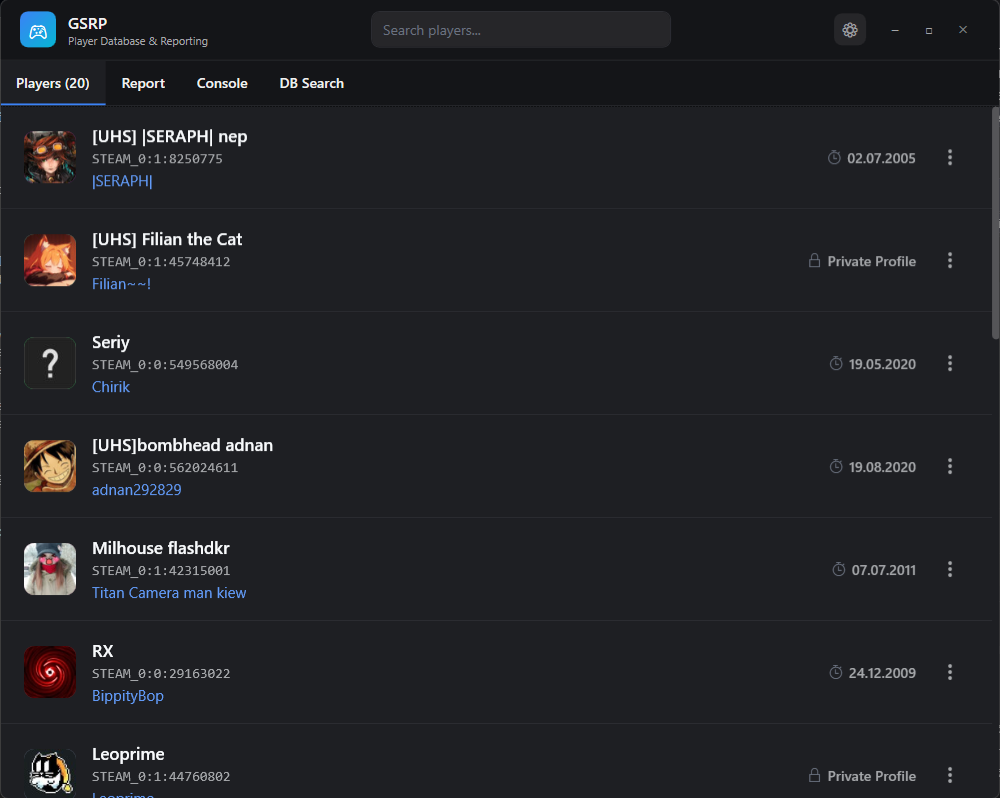 GSRP
Player Database & Reporting
Search players...
Players (20) Report Console DB Search
[UHS] |SERAPH| nep
STEAM_0:1:8250775
|SERAPH|
02.07.2005
[UHS] Filian the Cat
STEAM_0:1:45748412
Filian~~!
Private Profile
Seriy
STEAM_0:0:549568004
Chirik
19.05.2020
?
[UHS]bombhead adnan
STEAM_0:0:562024611
adnan292829
19.08.2020
Milhouse flashdkr
STEAM_0:1:42315001
Titan Camera man kiew
07.07.2011
RX
STEAM_0:0:29163022
BippityBop
24.12.2009
Leoprime
STEAM_0:1:44760802
Leoprime
Private Profile